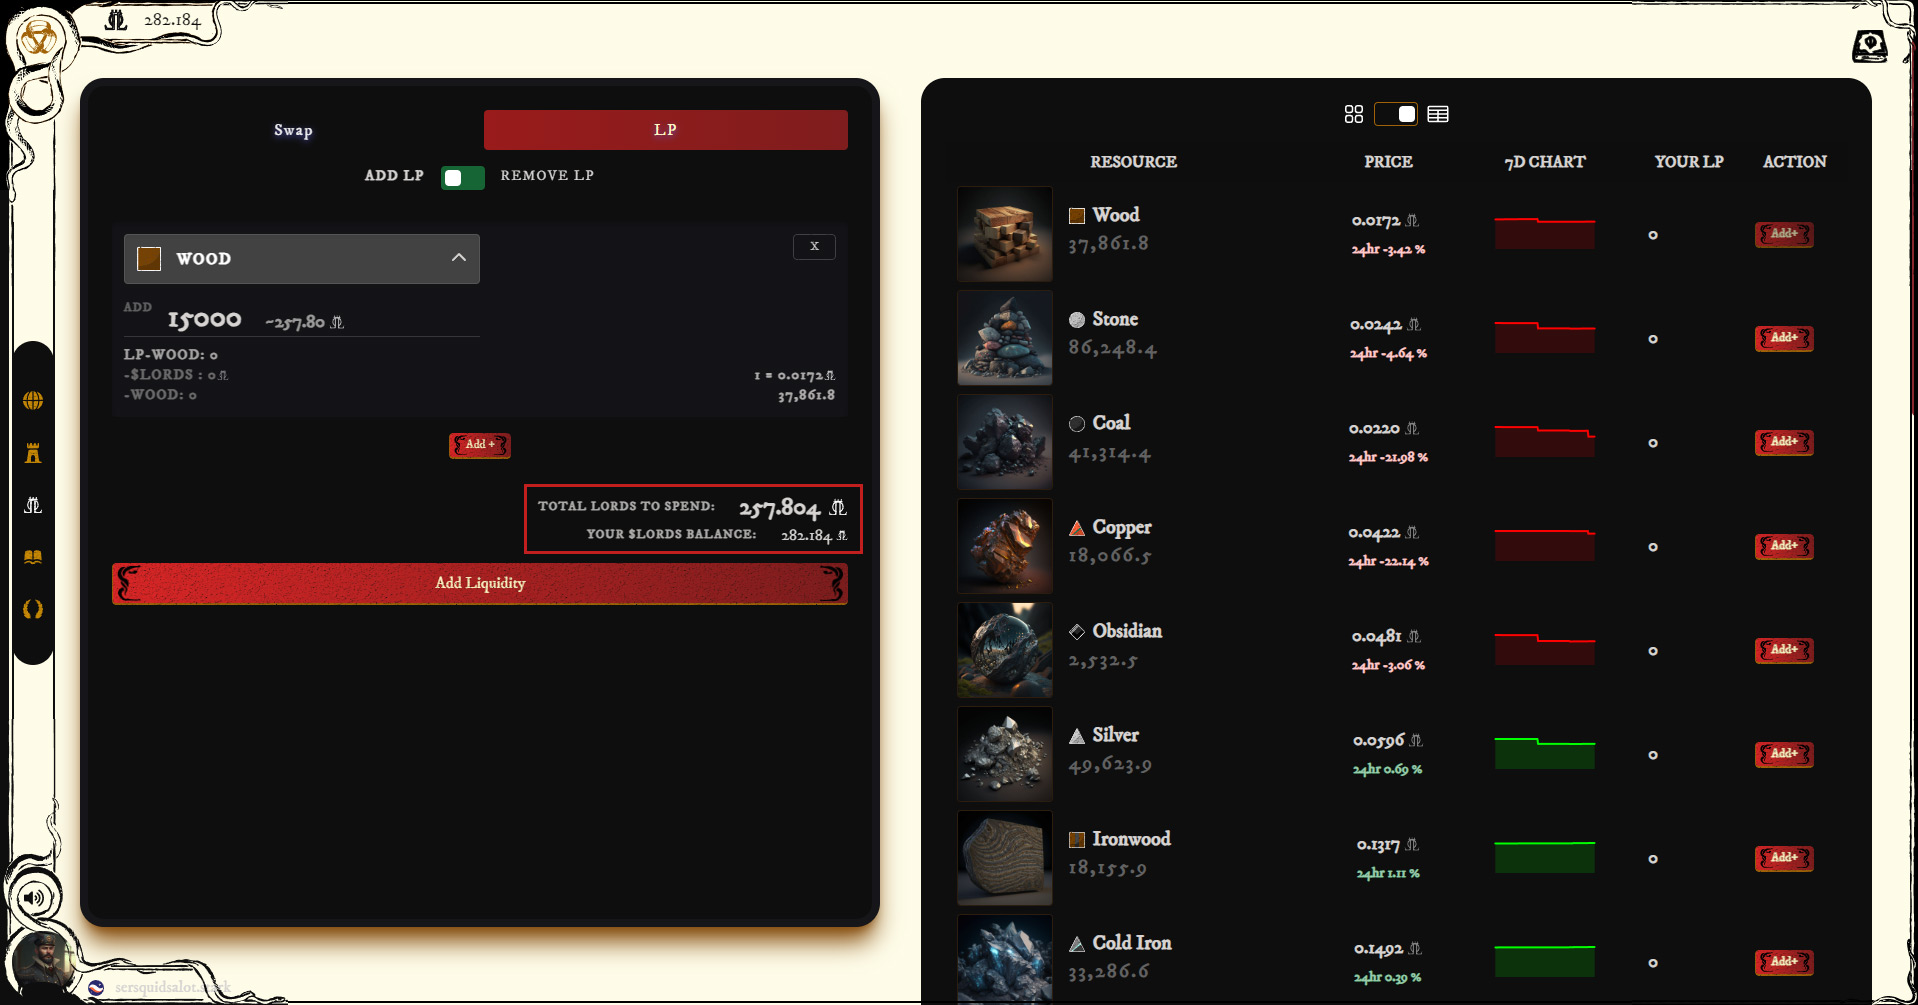 282.184
Swap
LP
ADD LP
REMOVE LP
WOOD
X
ADD
15000
~257.80
LP-WOOD: 0
-$LORDS : 0
1 = 0.0172
-WOOD: 0
37,861.8
Add +
TOTAL LORDS TO SPEND: 257.804
YOUR $LORDS BALANCE: 282.184
Add Liquidity
RESOURCE PRICE 7D CHART YOUR LP ACTION
Wood
37,861.8
0.0172
24hr -3.42 %
0
Add+
Stone
86,248.4
0.0242
24hr -4.64 %
0
Add+
Coal
41,314.4
0.0220
24hr -21.98 %
0
Add+
Copper
18,066.5
0.0422
24hr -22.14 %
0
Add+
Obsidian
2,532.5
0.0481
24hr -3.06 %
0
Add+
Silver
49,623.9
0.0596
24hr 0.69 %
0
Add+
Ironwood
18,155.9
0.1317
24hr 1.11 %
0
Add+
Cold Iron
33,286.6
0.1492
24hr 0.39 %
0
Add+